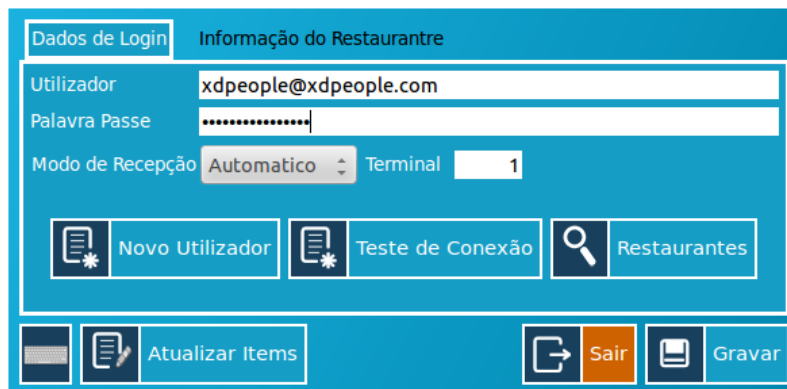 Dados de Login Informação do Restaurantre
Utilizador xdpeople@xdpeople.com
Palavra Passe ••••••••••••••••
Modo de Recepção Automatico Terminal 1
Novo Utilizador Teste de Conexão Restaurantes
Atualizar Items Sair Gravar